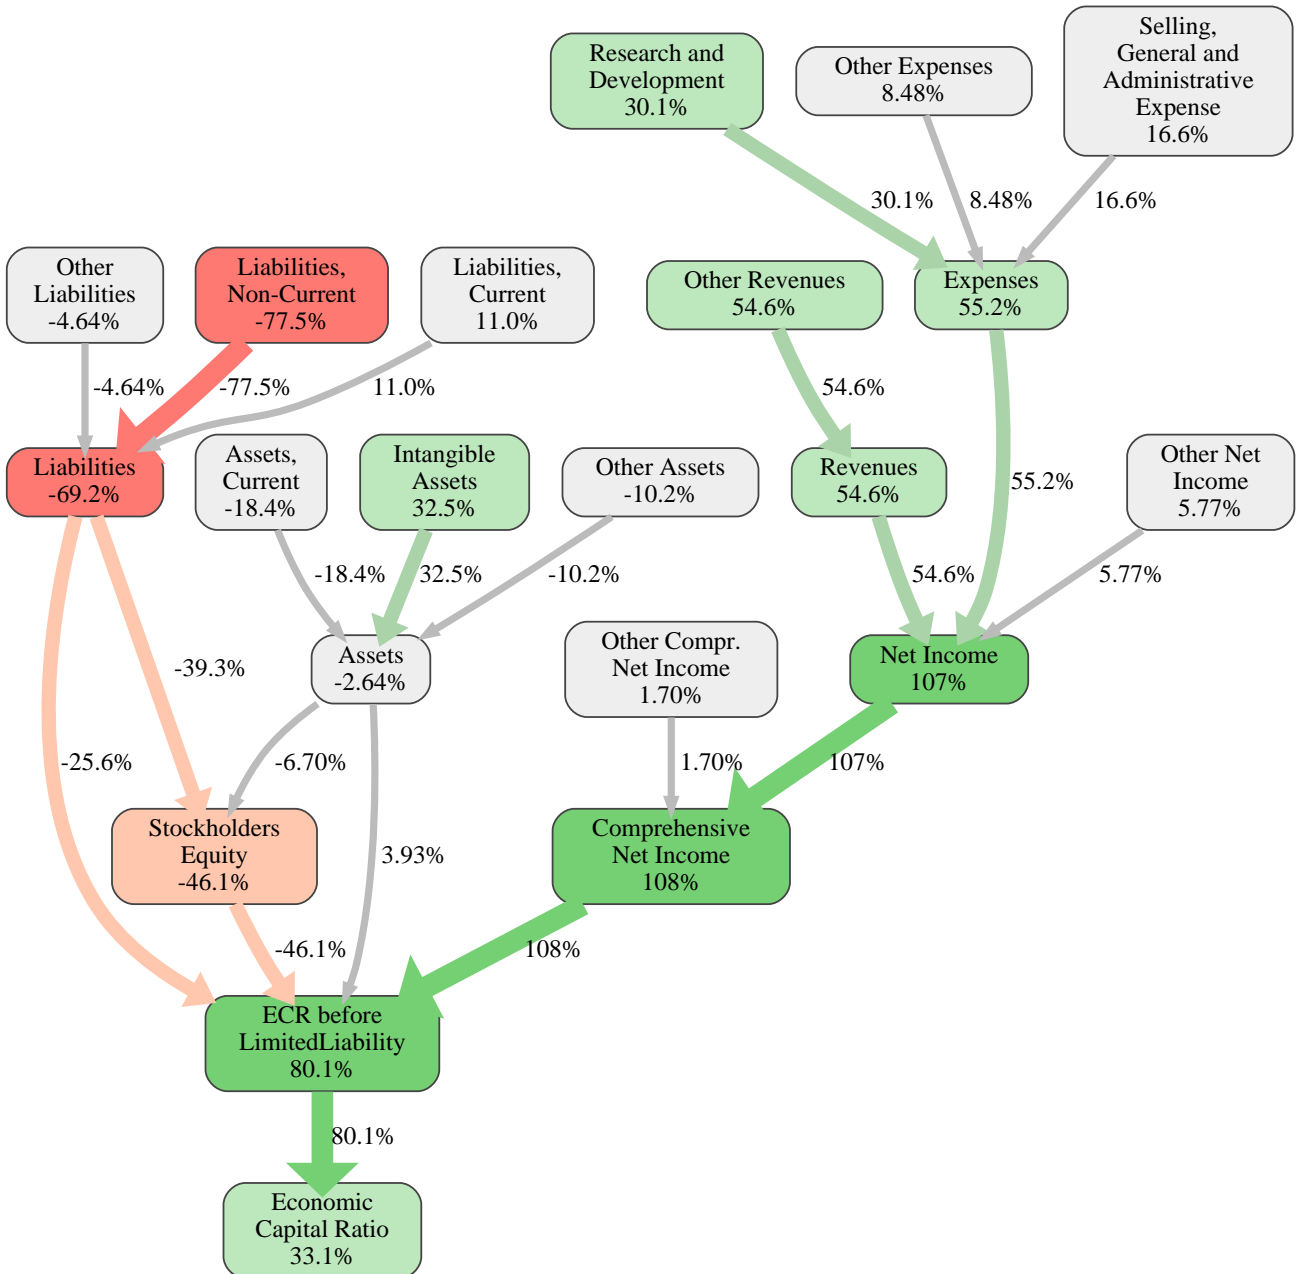 Research and
Development
30.1%
Other Expenses
8.48%
Selling,
General and
Administrative
Expense
16.6%
30.1%
8.48%
16.6%
Other
Liabilities
-4.64%
Liabilities,
Non-Current
-77.5%
Liabilities,
Current
11.0%
Other Revenues
54.6%
Expenses
55.2%
-4.64%
-77.5%
11.0%
54.6%
55.2%
Liabilities
-69.2%
Assets,
Current
-18.4%
Intangible
Assets
32.5%
Other Assets
-10.2%
Revenues
54.6%
Other Net
Income
5.77%
-18.4%
32.5%
-10.2%
54.6%
5.77%
-39.3%
Assets
-2.64%
Other Compr.
Net Income
1.70%
Net Income
107%
-25.6%
-6.70%
1.70%
107%
Stockholders
Equity
-46.1%
3.93%
Comprehensive
Net Income
108%
-46.1%
108%
ECR before
LimitedLiability
80.1%
80.1%
Economic
Capital Ratio
33.1%